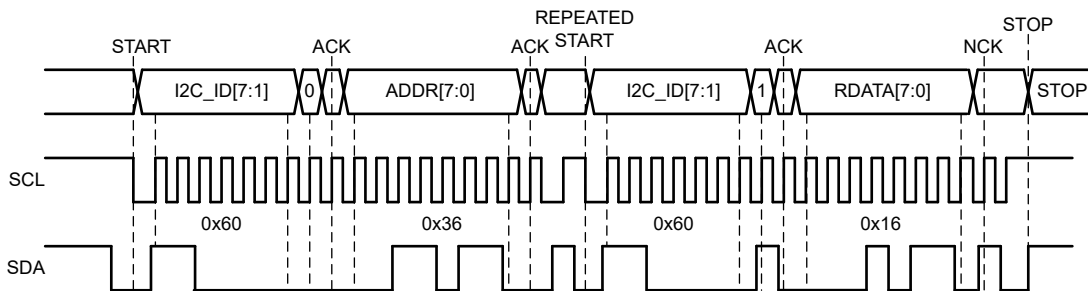 REPEATED
STOP
START ACK ACK START ACK NCK
I2C_ID[7:1] 0 ADDR[7:0] I2C_ID[7:1] 1 RDATA[7:0] STOP
SCL
0x60 0x36 0x60 0x16
SDA